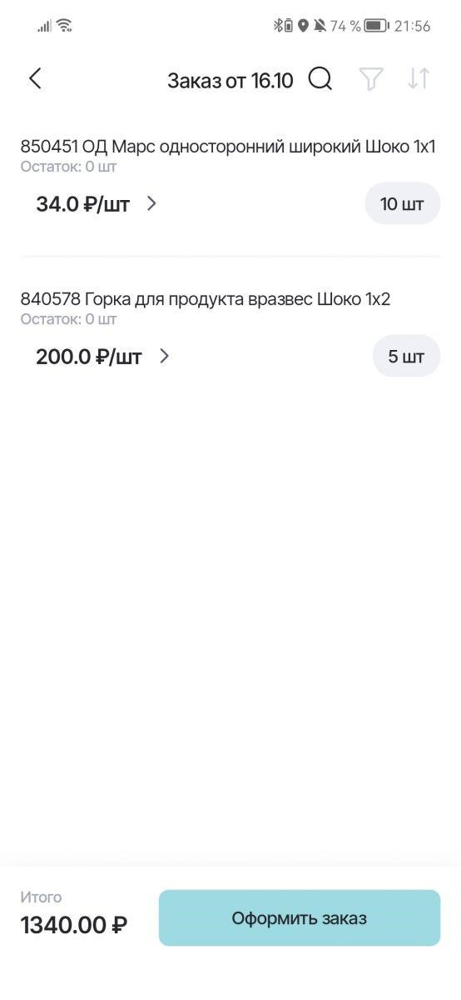 74 % 21:56
Заказ от 16.10
850451 ОД Марс односторонний широкий Шоко 1х1
Остаток: 0 шт
34.0 ₽/шт 10 шт
840578 Горка для продукта вразвес Шоко 1х2
Остаток: 0 шт
200.0 ₽/шт 5 шт
Итого
1340.00 ₽ Оформить заказ